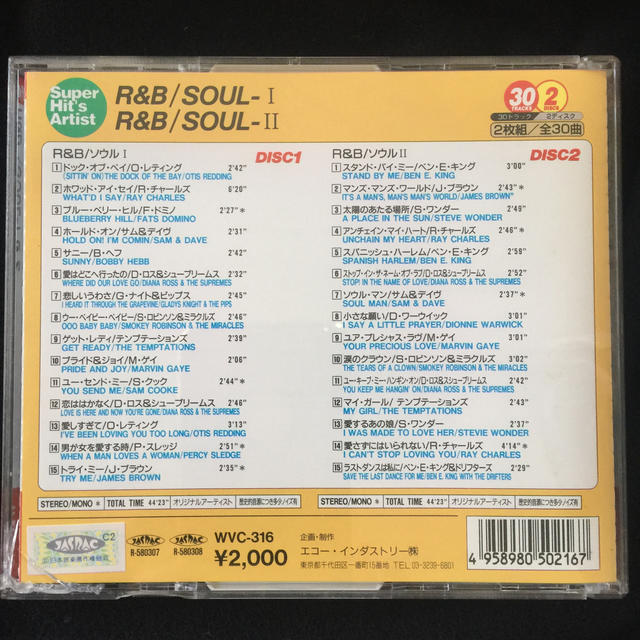 Super
Hit's
Artist
R&B/SOUL-Ⅰ
R&B/SOUL-Ⅱ
30
TRACKS
2
DISCS
30トラック 2ディスク
2枚組/全30曲
R&B/ソウルⅠ DISC1
1 ドック・オブ・ベイ/O・レディング 2'42"
(SITTIN' ON)THE DOCK OF THE BAY/OTIS REDDING
2 ホワッド・アイ・セイ/R・チャールズ 6'20"
WHAT'D I SAY/RAY CHARLES
3 ブルー・ベリー・ヒル/F・ドミノ 2'27"*
BLUEBERRY HILL/FATS DOMINO
4 ホールド・オン/サム&デイヴ 2'31"
HOLD ON! I'M COMIN/SAM & DAVE
5 サニー/B・ヘフ 2'42"
SUNNY/BOBBY HEBB
6 愛はどこへ行ったの/D・ロス&シュープリームス 2'32"
WHERE DID OUR LOVE GO/DIANA ROSS & THE SUPREMES
7 悲しいうわさ/G・ナイト&ピップス 2'45"
I HEARD IT THROUGH THE GRAPEVINE/GLADYS KNIGHT & THE PIPS
8 ウー・ベイビー・ベイビー/S・ロビンソン&ミラクルズ 2'46"
OOO BABY BABY/SMOKEY ROBINSON & THE MIRACLES
9 ゲット・レディ/テンプテーションズ 2'39"
GET READY/THE TEMPTATIONS
10 プライド&ジョイ/M・ゲイ 2'06"
PRIDE AND JOY/MARVIN GAYE
11 ユー・センド・ミー/S・クック 2'44"*
YOU SEND ME/SAM COOKE
12 恋ははかなく/D・ロス&シュープリームス 2'46"
LOVE IS HERE AND NOW YOU'RE GONE/DIANA ROSS & THE SUPREMES
13 愛しすぎて/O・レディング 3'13"
I'VE BEEN LOVING YOU TOO LONG/OTIS REDDING
14 男が女を愛する時/P・スレッジ 2'51"
WHEN A MAN LOVES A WOMAN/PERCY SLEDGE
15 トライ・ミー/J・ブラウン 2'35"*
TRY ME/JAMES BROWN
R&B/ソウルⅡ DISC2
1 スタンド・バイ・ミー/ベン・E・キング 3'00"
STAND BY ME/BEN E. KING
2 マンズ・マンズ・ワールド/J・ブラウン 2'43"*
IT'S A MAN'S, MAN'S MAN'S WORLD/JAMES BROWN
3 太陽のあたる場所/S・ワンダー 2'49"
A PLACE IN THE SUN/STEVIE WONDER
4 アンチェイン・マイ・ハート/R・チャールズ
UNCHAIN MY HEART/RAY CHARLES
5 スパニッシュ・ハーレム/ベン・E・キング 2'59"
SPANISH HARLEM/BEN E. KING
6 ストップ・イン・ザ・ネーム・オブ・ラブ/D・ロス&シュープリームス 2'52"
STOP! IN THE NAME OF LOVE/DIANA ROSS & THE SUPREMES
7 ソウル・マン/サム&デイヴ 2'37"*
SOUL MAN/SAM & DAVE
8 小さな願い/D・ワーウィック 3'01"
I SAY A LITTLE PRAYER/DIONNE WARWICK
9 ユア・プレシャス・ラヴ/M・ゲイ 3'01"
YOUR PRECIOUS LOVE/MARVIN GAYE
10 涙のクラウン/S・ロビンソン&ミラクルズ 3'02"
THE TEARS OF A CLOWN/SMOKEY ROBINSON & THE MIRACLES
11 ユー・キープ・ミー・ハンギン・オン/D・ロス&シュープリームス
YOU KEEP ME HANGIN' ON/DIANA ROSS & THE SUPREMES
12 マイ・ガール/テンプテーションズ 2'43"
MY GIRL/THE TEMPTATIONS
13 愛するあの娘/S・ワンダー
I WAS MADE TO LOVE HER/STEVIE WONDER
14 愛さずにはいられない/R・チャールズ 4'14"
I CAN'T STOP LOVING YOU/RAY CHARLES
15 ラストダンスは私に/ベン・E・キング&ドリフターズ 2'29"
SAVE THE LAST DANCE FOR ME/BEN E. KING WITH THE DRIFTERS
STEREO/MONO* TOTAL TIME 44'23" オリジナルアーティスト 歴史的音源につき多少ノイズ有
STEREO/MONO* TOTAL TIME 44'23" オリジナルアーティスト 歴史的音源につき多少ノイズ有
JASRAC C2
JASRAC
R-580307
JASRAC
R-580308
WVC-316
¥2,000
企画・制作
エコー・インダストリー㈱
東京都千代田区一番町15番地 TEL 03-3239-6801
4 958980 502167